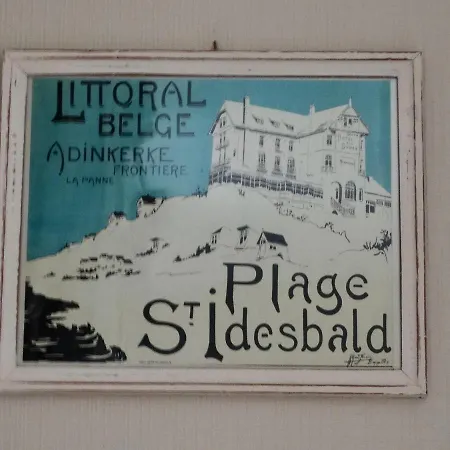 LITTORAL
BELGE
ADINKERKE
FRONTIERE
LA PANNE
Plage
St Idesbald